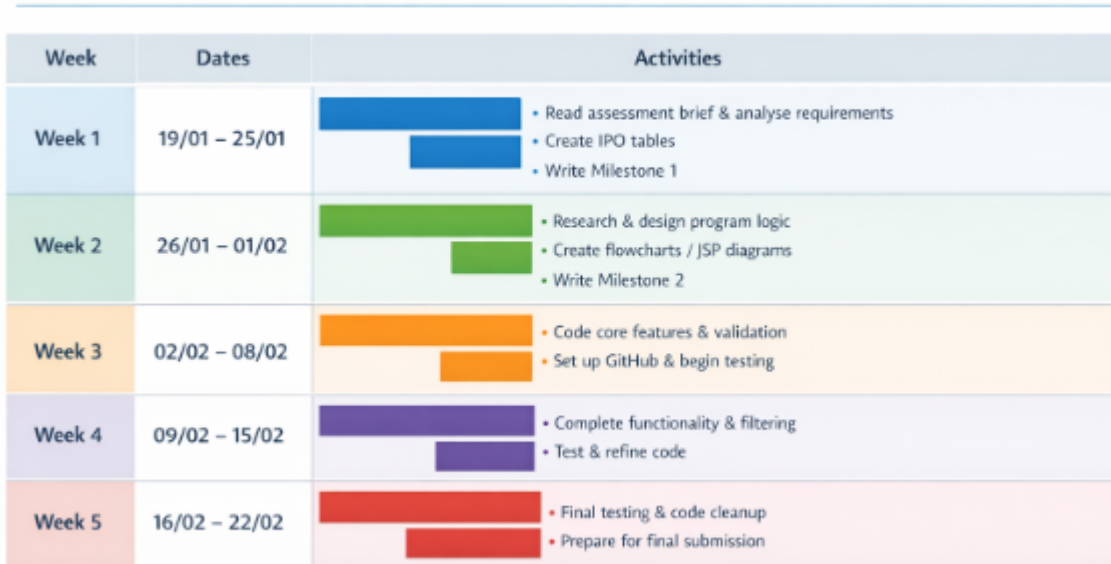 Week Dates Activities
Week 1 19/01 – 25/01
• Read assessment brief & analyse requirements
• Create IPO tables
• Write Milestone 1
Week 2 26/01 – 01/02
• Research & design program logic
• Create flowcharts / JSP diagrams
• Write Milestone 2
Week 3 02/02 – 08/02
• Code core features & validation
• Set up GitHub & begin testing
Week 4 09/02 – 15/02
• Complete functionality & filtering
• Test & refine code
Week 5 16/02 – 22/02
• Final testing & code cleanup
• Prepare for final submission